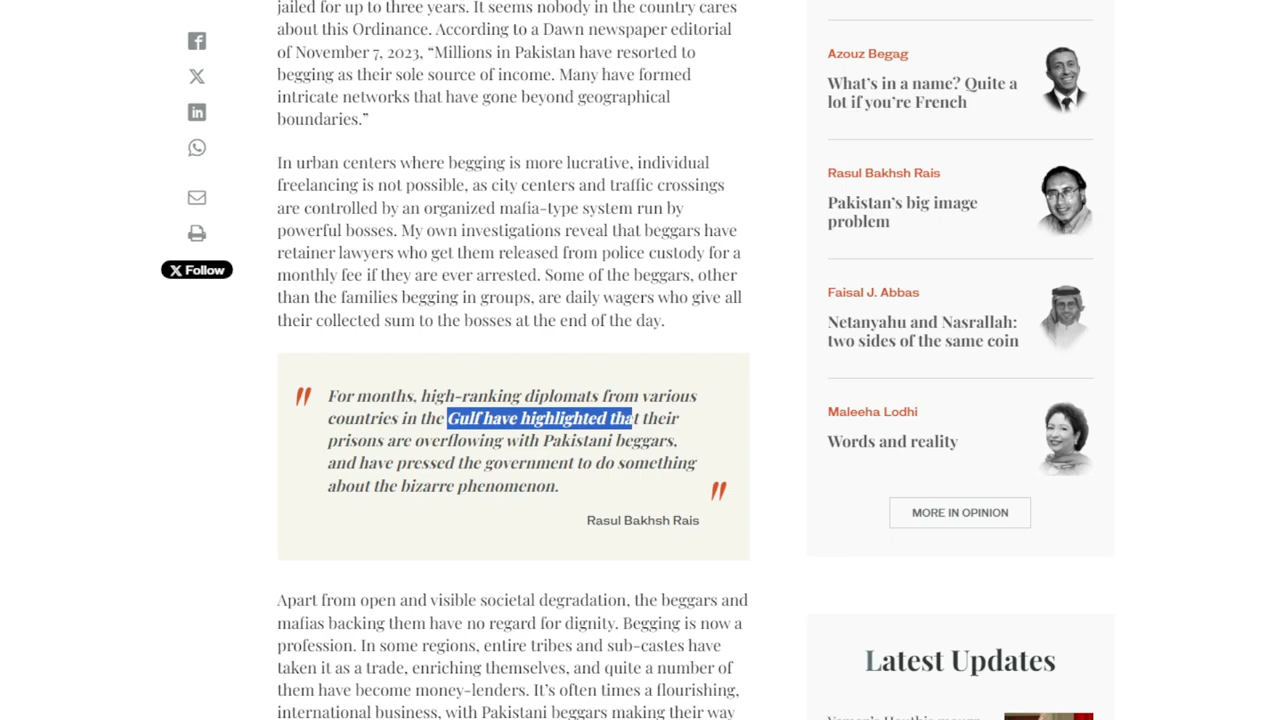 jailed for up to three years. It seems nobody in the country cares
about this Ordinance. According to a Dawn newspaper editorial
of November 7, 2023, “Millions in Pakistan have resorted to
begging as their sole source of income. Many have formed
intricate networks that have gone beyond geographical
boundaries.”
In urban centers where begging is more lucrative, individual
freelancing is not possible, as city centers and traffic crossings
are controlled by an organized mafia-type system run by
powerful bosses. My own investigations reveal that beggars have
retainer lawyers who get them released from police custody for a
monthly fee if they are ever arrested. Some of the beggars, other
than the families begging in groups, are daily wagers who give all
their collected sum to the bosses at the end of the day.
X Follow
For months, high-ranking diplomats from various
countries in the Gulf have highlighted that their
prisons are overflowing with Pakistani beggars,
and have pressed the government to do something
about the bizarre phenomenon.
Rasul Bakhsh Rais
Apart from open and visible societal degradation, the beggars and
mafias backing them have no regard for dignity. Begging is now a
profession. In some regions, entire tribes and sub-castes have
taken it as a trade, enriching themselves, and quite a number of
them have become money-lenders. It’s often times a flourishing,
international business, with Pakistani beggars making their way
Azouz Begag
What’s in a name? Quite a
lot if you’re French
Rasul Bakhsh Rais
Pakistan’s big image
problem
Faisal J. Abbas
Netanyahu and Nasrallah:
two sides of the same coin
Maleeha Lodhi
Words and reality
MORE IN OPINION
Latest Updates